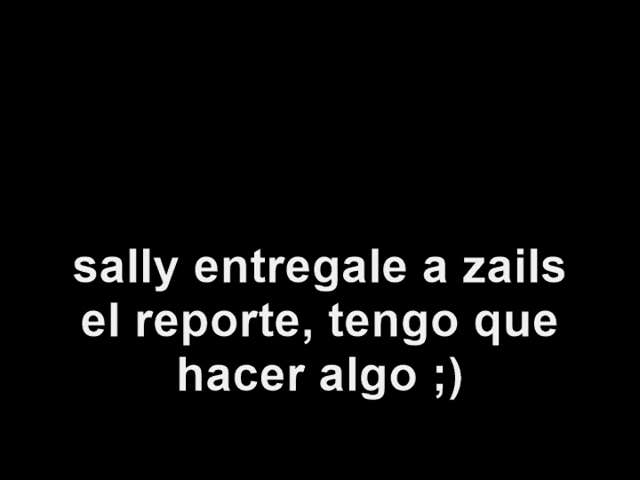 sally entregale a zails
el reporte, tengo que
hacer algo ;)